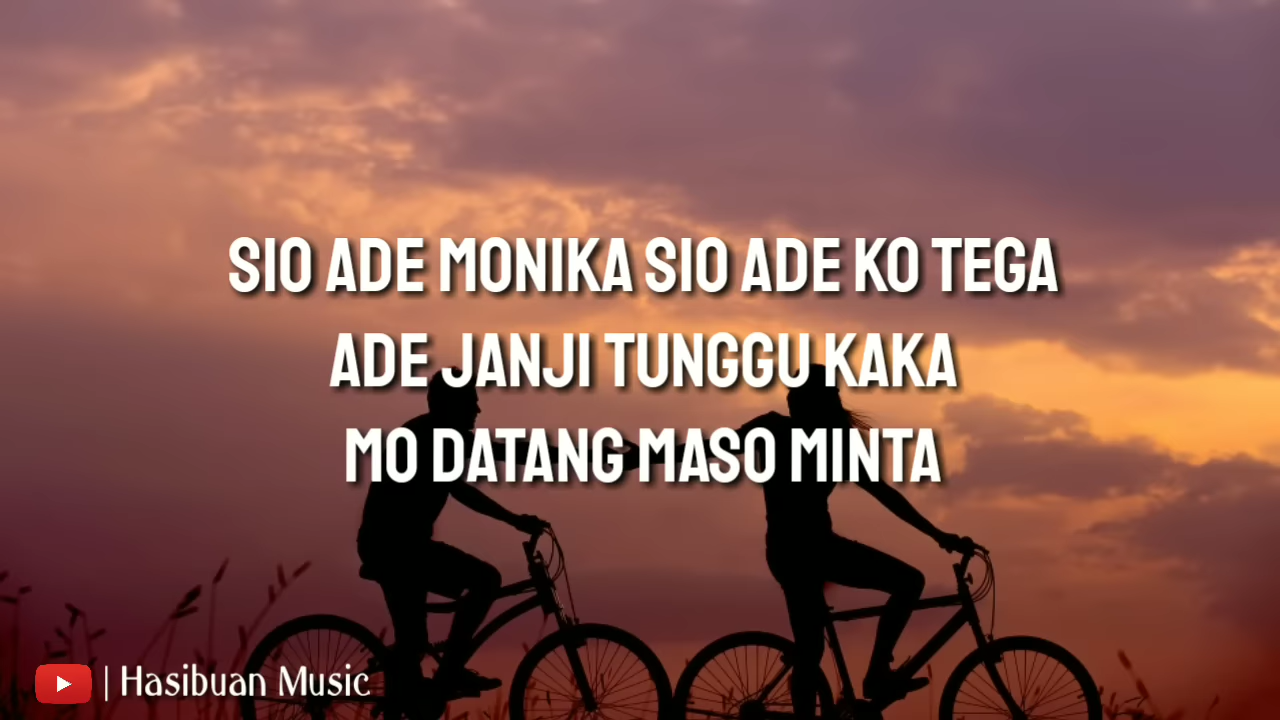 SIO ADE MONIKA SIO ADE KO TEGA
ADE JANJI TUNGGU KAKA
MO DATANG MASO MINTA
| Hasibuan Music